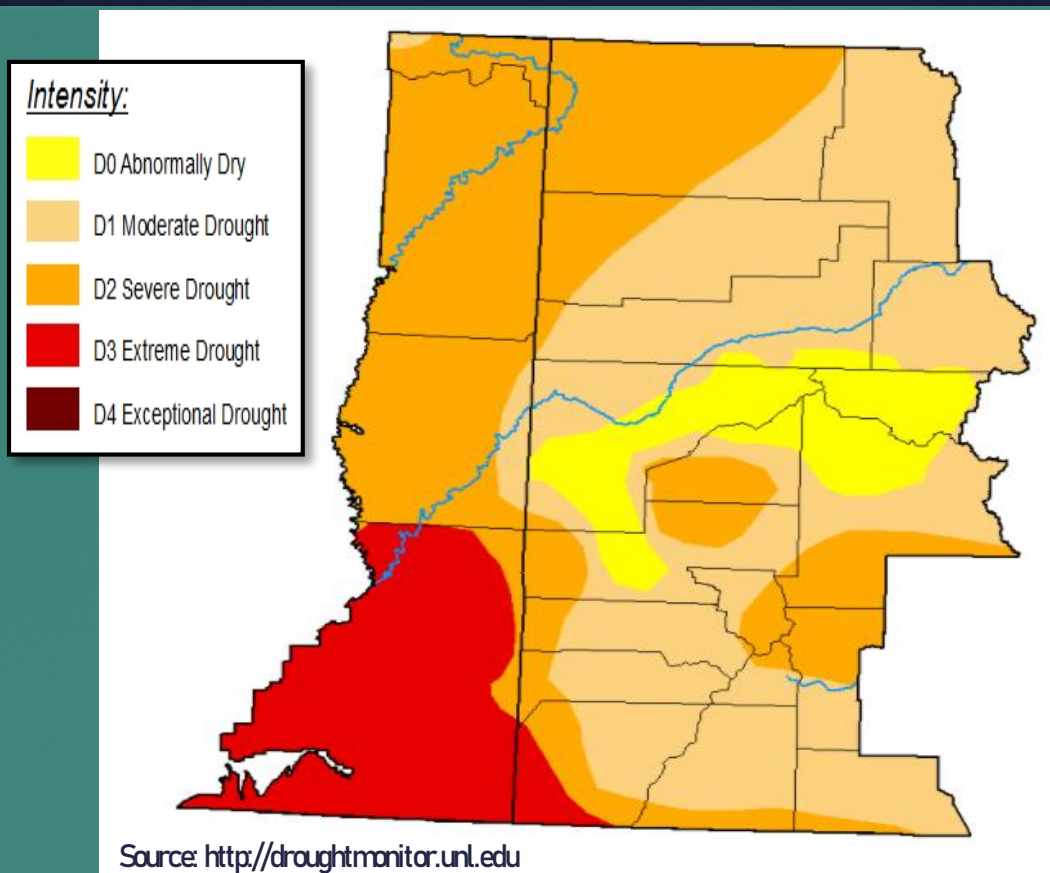 Intensity:
D0 Abnormally Dry
D1 Moderate Drought
D2 Severe Drought
D3 Extreme Drought
D4 Exceptional Drought
Source: http://droughtmonitor.unl.edu